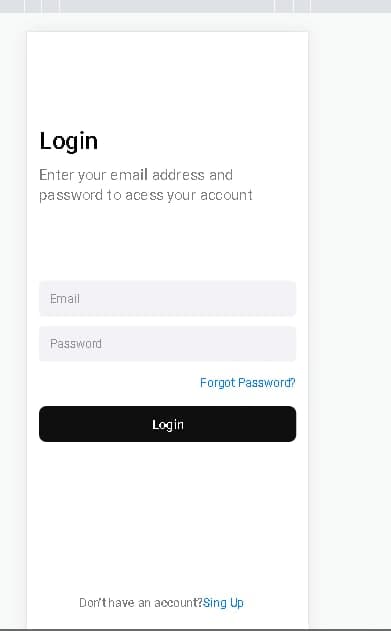 Login
Enter your email address and
password to acess your account
Email
Password
Forgot Password?
Login
Don't have an account?Sing Up